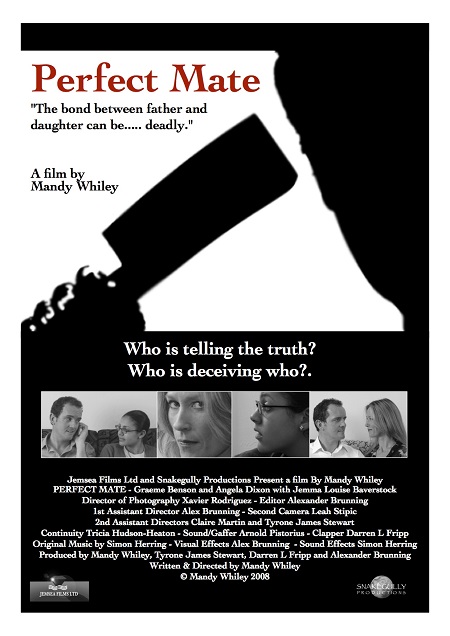 Perfect Mate
"The bond between father and
daughter can be..... deadly."
A film by
Mandy Whiley
Who is telling the truth?
Who is deceiving who?.
Jemsea Films Ltd and Snakegully Productions Present a film By Mandy Whiley
PERFECT MATE - Graeme Benson and Angela Dixon with Jemma Louise Baverstock
Director of Photography Xavier Rodriguez - Editor Alexander Brunning
1st Assistant Director Alex Brunning - Second Camera Leah Stipic
2nd Assistant Directors Claire Martin and Tyrone James Stewart
Continuity Tricia Hudson-Heaton - Sound/Gaffer Arnold Pistorius - Clapper Darren L Fripp
Original Music by Simon Herring - Visual Effects Alex Brunning - Sound Effects Simon Herring
Produced by Mandy Whiley, Tyrone James Stewart, Darren L Fripp and Alexander Brunning
Written & Directed by Mandy Whiley
© Mandy Whiley 2008
JEMSEA FILMS LTD
SNAKEGULLY
PRODUCTIONS